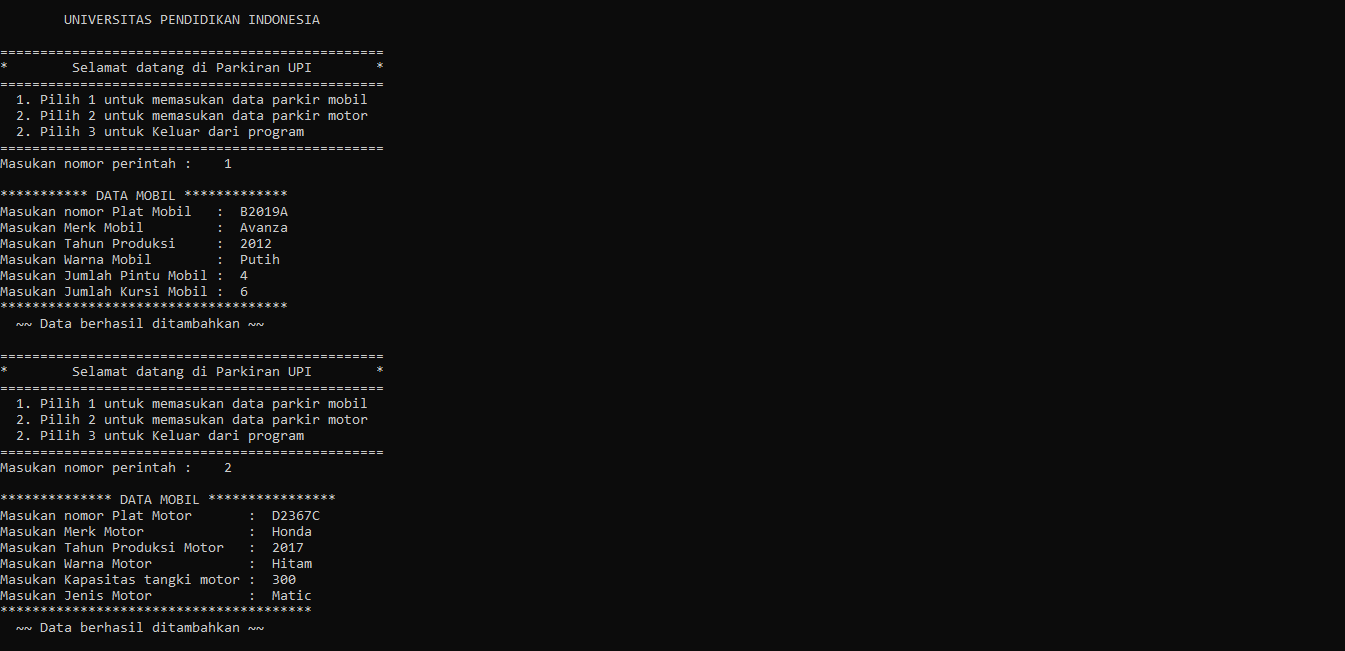 UNIVERSITAS PENDIDIKAN INDONESIA
================================================
*        Selamat datang di Parkiran UPI        *
================================================
1. Pilih 1 untuk memasukan data parkir mobil
2. Pilih 2 untuk memasukan data parkir motor
2. Pilih 3 untuk Keluar dari program
================================================
Masukan nomor perintah :    1
*********** DATA MOBIL *************
Masukan nomor Plat Mobil   :  B2019A
Masukan Merk Mobil         :  Avanza
Masukan Tahun Produksi     :  2012
Masukan Warna Mobil        :  Putih
Masukan Jumlah Pintu Mobil :  4
Masukan Jumlah Kursi Mobil :  6
************************************
~~ Data berhasil ditambahkan ~~
================================================
*        Selamat datang di Parkiran UPI        *
================================================
1. Pilih 1 untuk memasukan data parkir mobil
2. Pilih 2 untuk memasukan data parkir motor
2. Pilih 3 untuk Keluar dari program
================================================
Masukan nomor perintah :    2
************** DATA MOBIL ****************
Masukan nomor Plat Motor       :  D2367C
Masukan Merk Motor             :  Honda
Masukan Tahun Produksi Motor   :  2017
Masukan Warna Motor            :  Hitam
Masukan Kapasitas tangki motor :  300
Masukan Jenis Motor            :  Matic
***************************************
~~ Data berhasil ditambahkan ~~